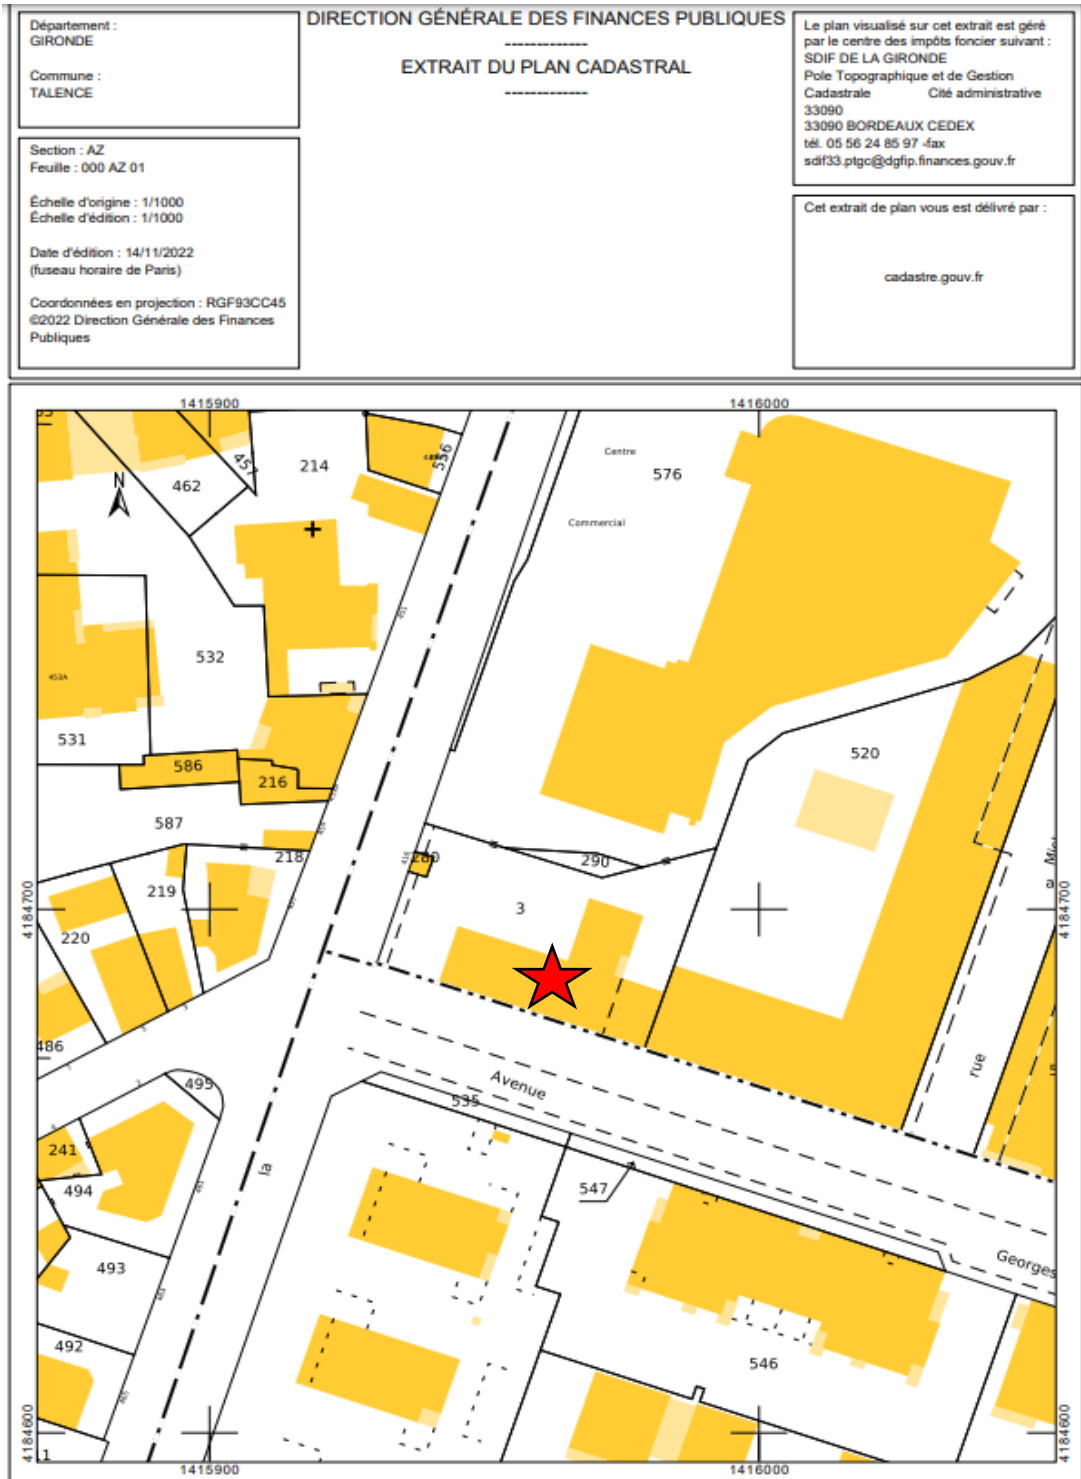 Département :
GIRONDE
Commune :
TALENCE
DIRECTION GÉNÉRALE DES FINANCES PUBLIQUES
-------------
EXTRAIT DU PLAN CADASTRAL
-------------
Le plan visualisé sur cet extrait est géré
par le centre des impôts foncier suivant :
SDIF DE LA GIRONDE
Pole Topographique et de Gestion
Cadastrale Cité administrative
33090
33090 BORDEAUX CEDEX
tél. 05 56 24 85 97 -fax
sdif33.ptgc@dgfip.finances.gouv.fr
Section : AZ
Feuille : 000 AZ 01
Échelle d'origine : 1/1000
Échelle d'édition : 1/1000
Date d'édition : 14/11/2022
(fuseau horaire de Paris)
Coordonnées en projection : RGF93CC45
©2022 Direction Générale des Finances
Publiques
Cet extrait de plan vous est délivré par :
cadastre.gouv.fr
1415900
1416000
N
457
462
214
556
Centre
576
Commercial
451
532
453A
531
586
216
520
587
218
280
290
219
3
220
4184700
4184700
486
rue
495
Avenue
535
241
494
la
547
493
Georges
492
546
4184600
4184600
1
1415900
1416000